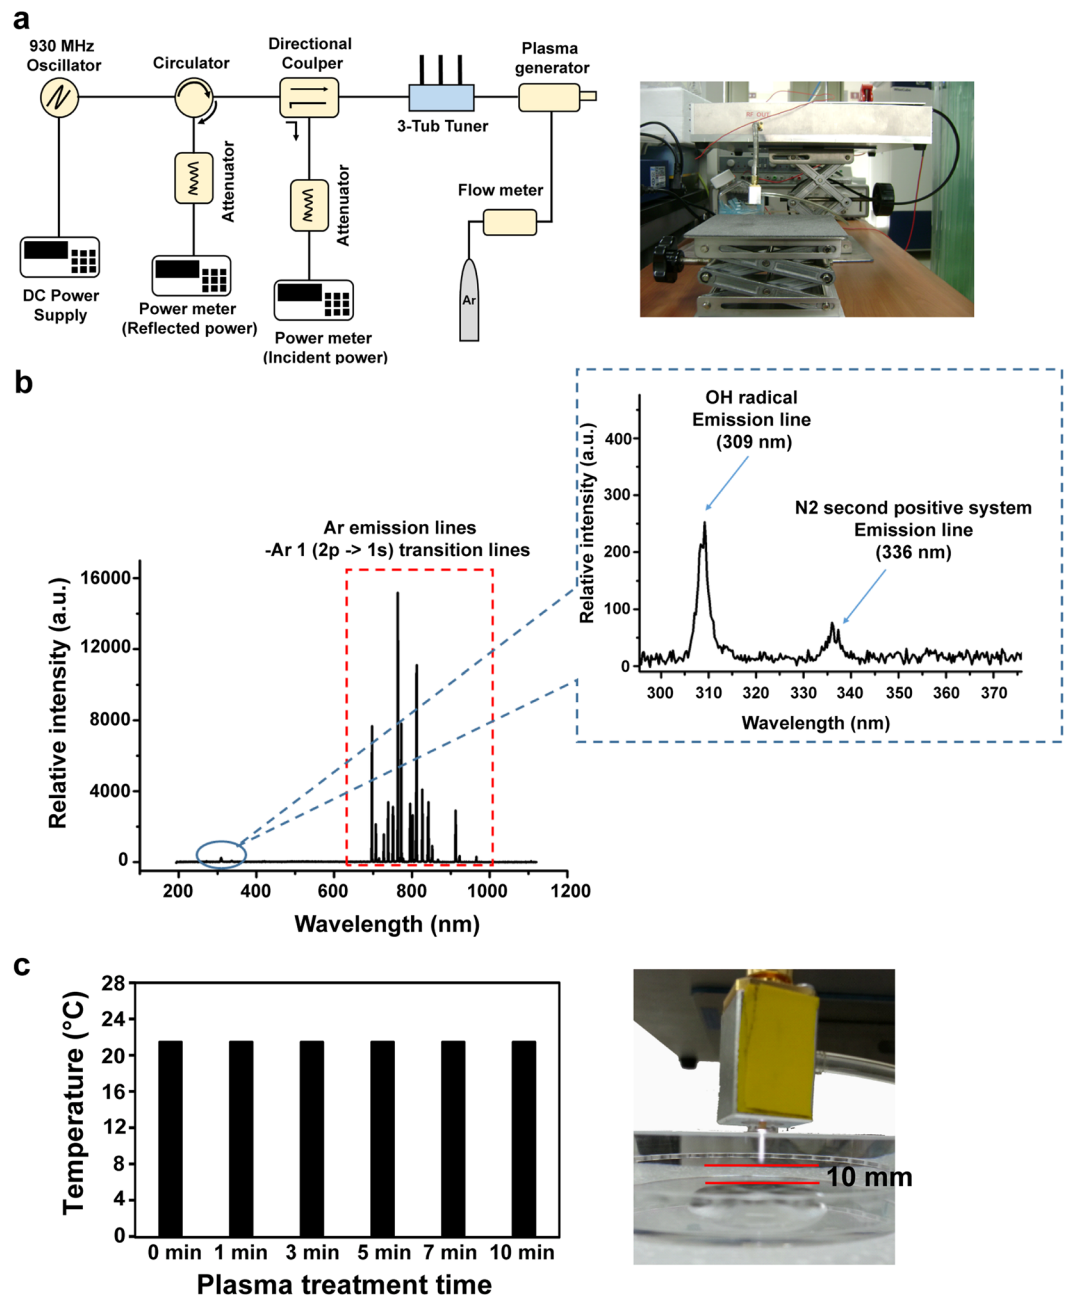 a
930 MHz
Oscillator
Circulator
Directional
Coulper
3-Tub Tuner
Plasma
generator
Attenuator
Attenuator
Flow meter
Ar
DC Power
Supply
Power meter
(Reflected power)
Power meter
(Incident power)
RF OUT
b
Ar emission lines
-Ar 1 (2p -> 1s) transition lines
Relative intensity (a.u.)
16000
12000
8000
4000
0
200
400
600
800
1000
1200
Wavelength (nm)
OH radical
Emission line
(309 nm)
N2 second positive system
Emission line
(336 nm)
Relative intensity (a.u.)
400
300
200
100
0
300
310
320
330
340
350
360
370
Wavelength (nm)
c
Temperature (°C)
28
24
20
16
12
8
4
0
0 min
1 min
3 min
5 min
7 min
10 min
Plasma treatment time
10 mm